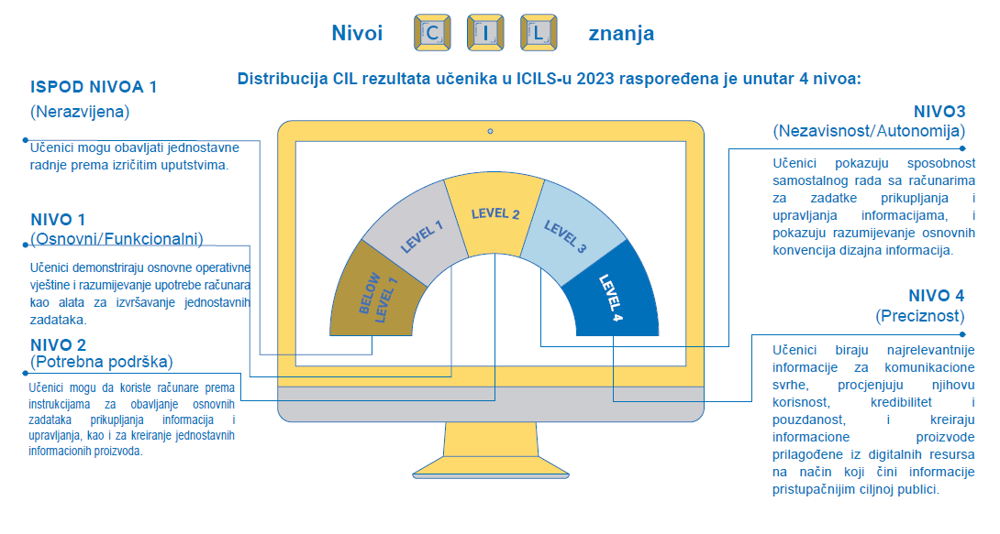 Nivoi C I L znanja
Distribucija CIL rezultata učenika u ICILS-u 2023 raspoređena je unutar 4 nivoa:
ISPOD NIVOA 1
(Nerazvijena)
Učenici mogu obavljati jednostavne
radnje prema izričitim uputstvima.
NIVO 1
(Osnovni/Funkcionalni)
Učenici demonstriraju osnovne operativne
vještine i razumijevanje upotrebe računara
kao alata za izvršavanje jednostavnih
zadataka.
NIVO 2
(Potrebna podrška)
Učenici mogu da koriste računare prema
instrukcijama za obavljanje osnovnih
zadataka prikupljanja informacija i
upravljanja, kao i za kreiranje jednostavnih
informacionih proizvoda.
BELOW
LEVEL 1
LEVEL 1
LEVEL 2
LEVEL 3
LEVEL 4
NIVO3
(Nezavisnost/Autonomija)
Učenici pokazuju sposobnost
samostalnog rada sa računarima
za zadatke prikupljanja i
upravljanja informacijama, i
pokazuju razumijevanje osnovnih
konvencija dizajna informacija.
NIVO 4
(Preciznost)
Učenici biraju najrelevantnije
informacije za komunikacione
svrhe, procjenjuju njihovu
korisnost, kredibilitet i
pouzdanost, i kreiraju
informacione proizvode
prilagođene iz digitalnih resursa
na način koji čini informacije
pristupačnijim ciljnoj publici.